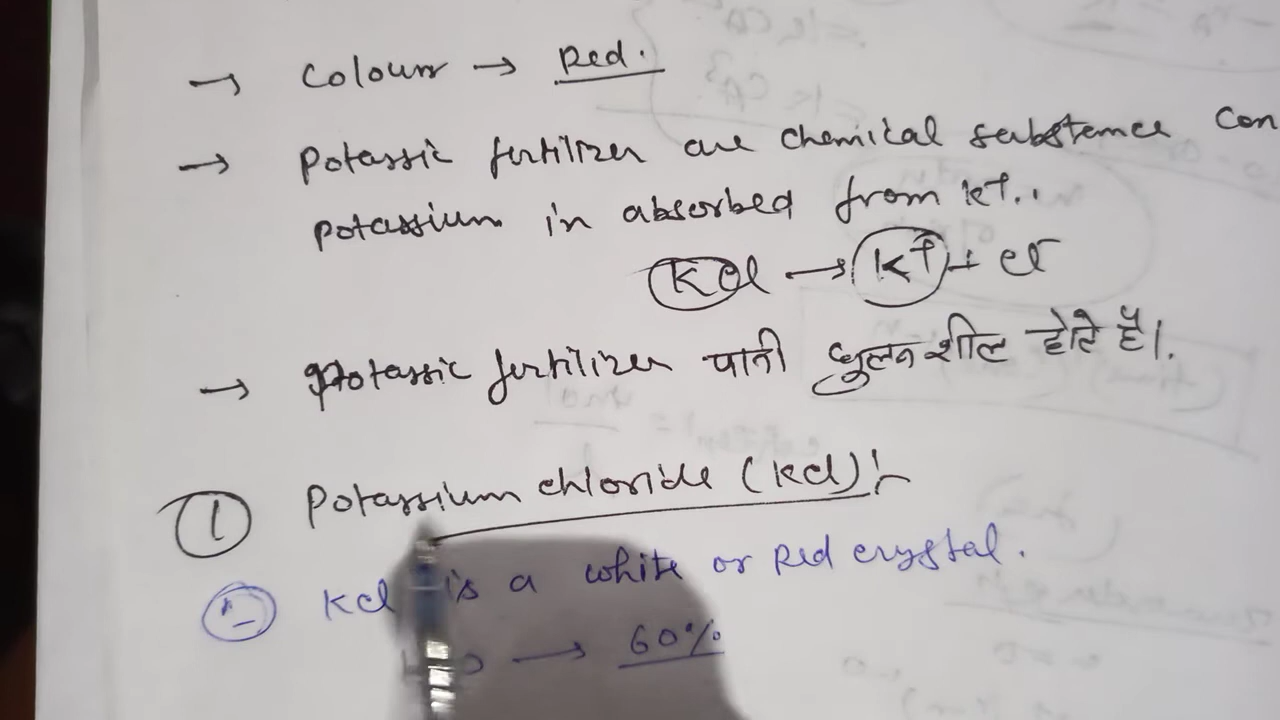 → Colour → Red.
→ Potassic fertilizer are chemical substance con
potassium in absorbed from K+..
KCl → K+ + Cl-
→ Potassic fertilizer पानी घुलनशील होते है।.
① Potassium chloride (KCl):-
KCl is a white or Red crystal.
→ 60%